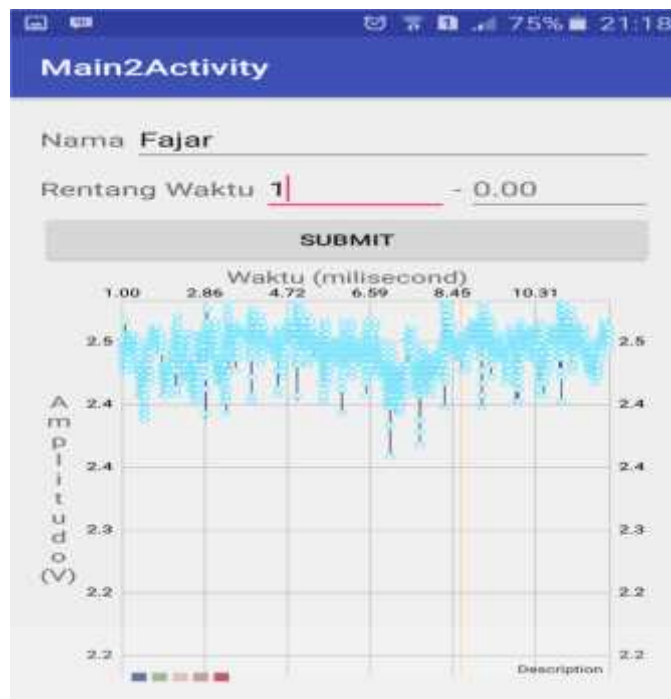 75% 21:18
Main2Activity
Nama Fajar
Rentang Waktu 1 - 0.00
SUBMIT
Waktu (milisecond)
1.00 2.86 4.72 6.59 8.45 10.31
2.5 2.5
2.4 2.4
2.4 2.4
2.3 2.3
2.2 2.2
2.2 2.2
Amplitudo
(V)
Description